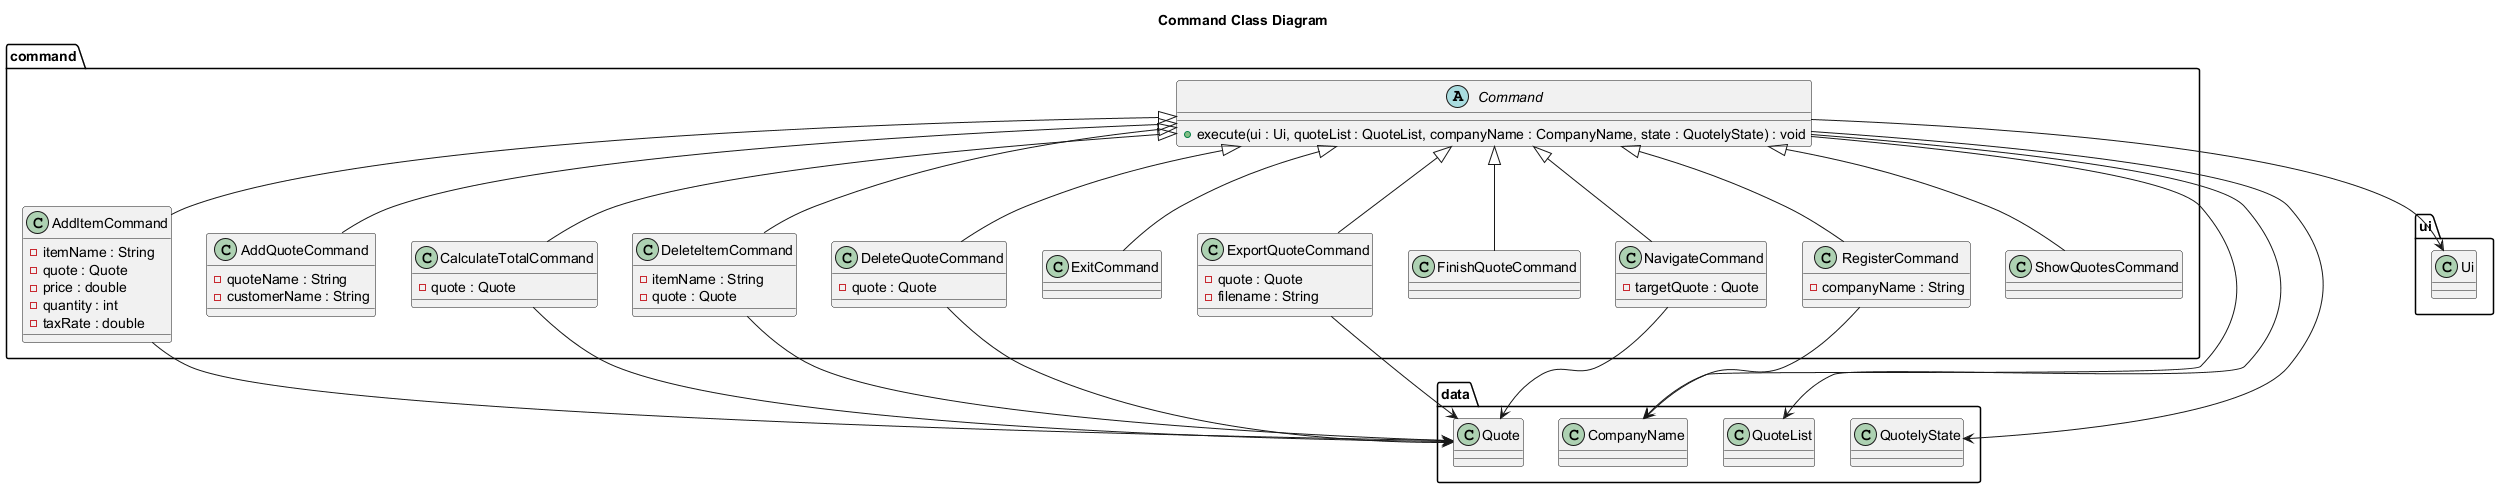 Command Class Diagram
command
A Command
execute(ui : Ui, quoteList : QuoteList, companyName : CompanyName, state : QuotelyState) : void
C AddItemCommand
itemName : String
quote : Quote
price : double
quantity : int
taxRate : double
C AddQuoteCommand
quoteName : String
customerName : String
C CalculateTotalCommand
quote : Quote
C DeleteItemCommand
itemName : String
quote : Quote
C DeleteQuoteCommand
quote : Quote
C ExitCommand
C ExportQuoteCommand
quote : Quote
filename : String
C FinishQuoteCommand
C NavigateCommand
targetQuote : Quote
C RegisterCommand
companyName : String
C ShowQuotesCommand
ui
C Ui
data
C Quote
C CompanyName
C QuoteList
C QuotelyState